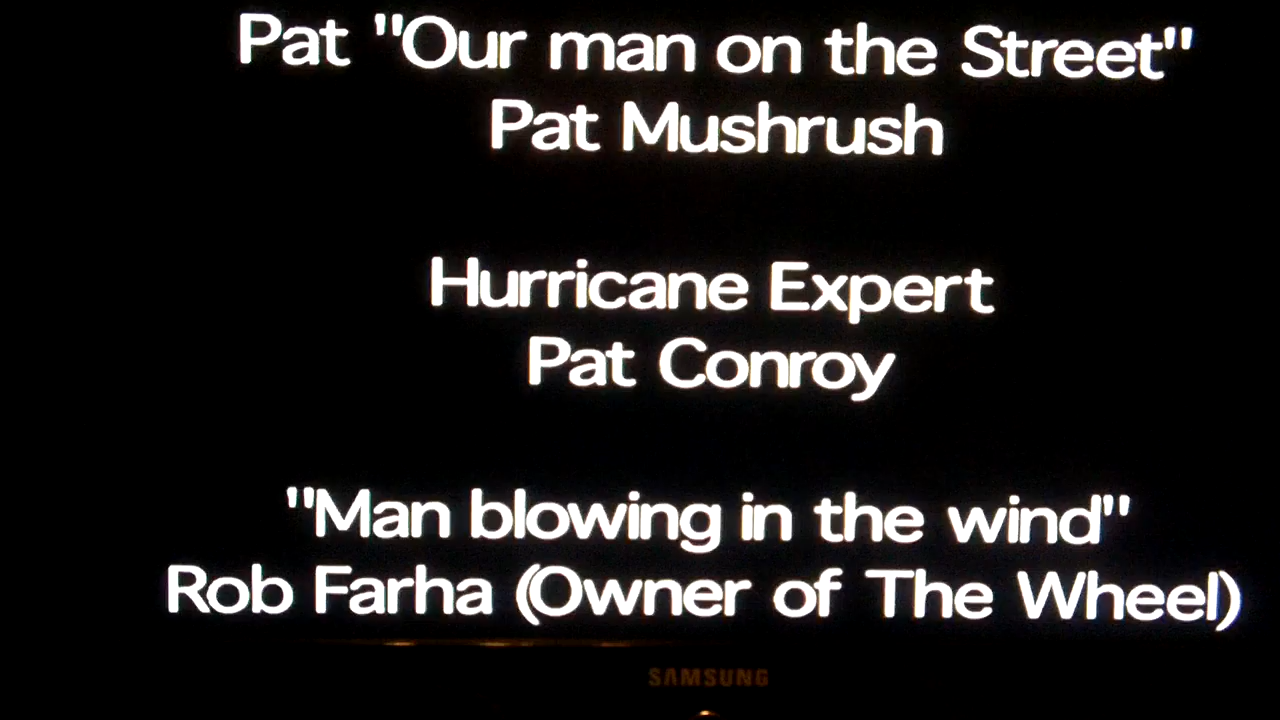 Pat "Our man on the Street"
Pat Mushrush
Hurricane Expert
Pat Conroy
"Man blowing in the wind"
Rob Farha (Owner of The Wheel)
SAMSUNG